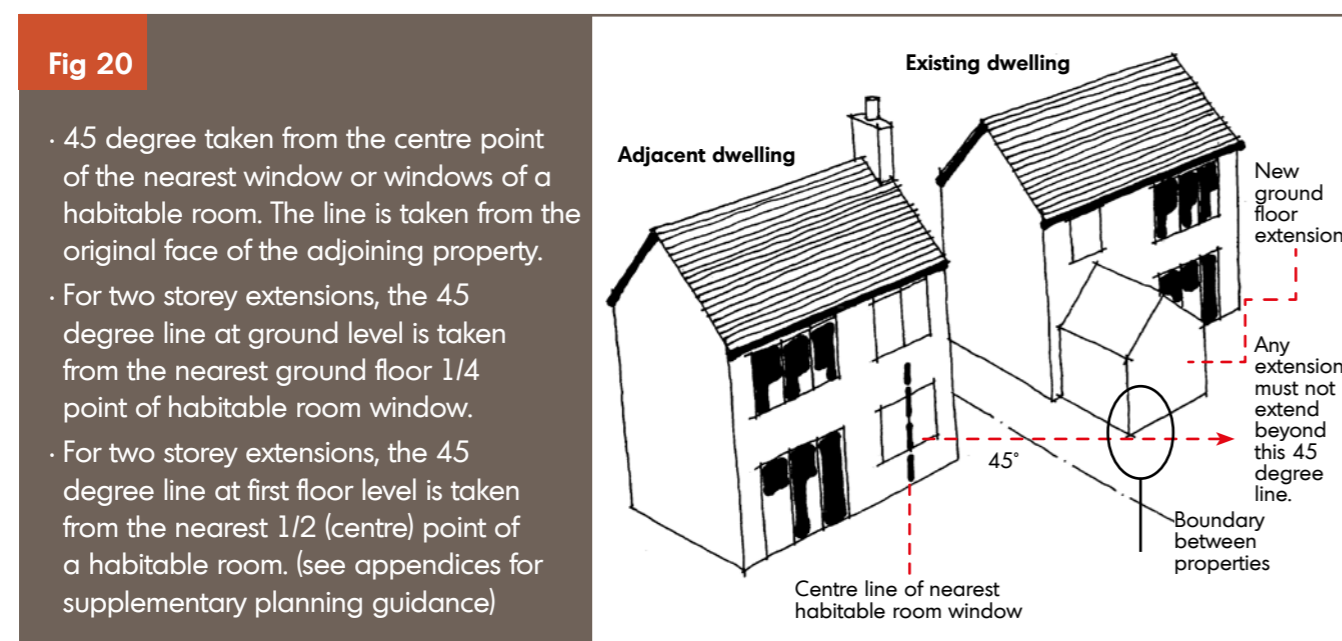 Fig 20
· 45 degree taken from the centre point
of the nearest window or windows of a
habitable room. The line is taken from the
original face of the adjoining property.
· For two storey extensions, the 45
degree line at ground level is taken
from the nearest ground floor 1/4
point of habitable room window.
· For two storey extensions, the 45
degree line at first floor level is taken
from the nearest 1/2 (centre) point of
a habitable room. (see appendices for
supplementary planning guidance)
Existing dwelling
Adjacent dwelling
New
ground
floor
extension
Any
extension
must not
extend
beyond
this 45
degree
line.
45°
Boundary
between
properties
Centre line of nearest
habitable room window